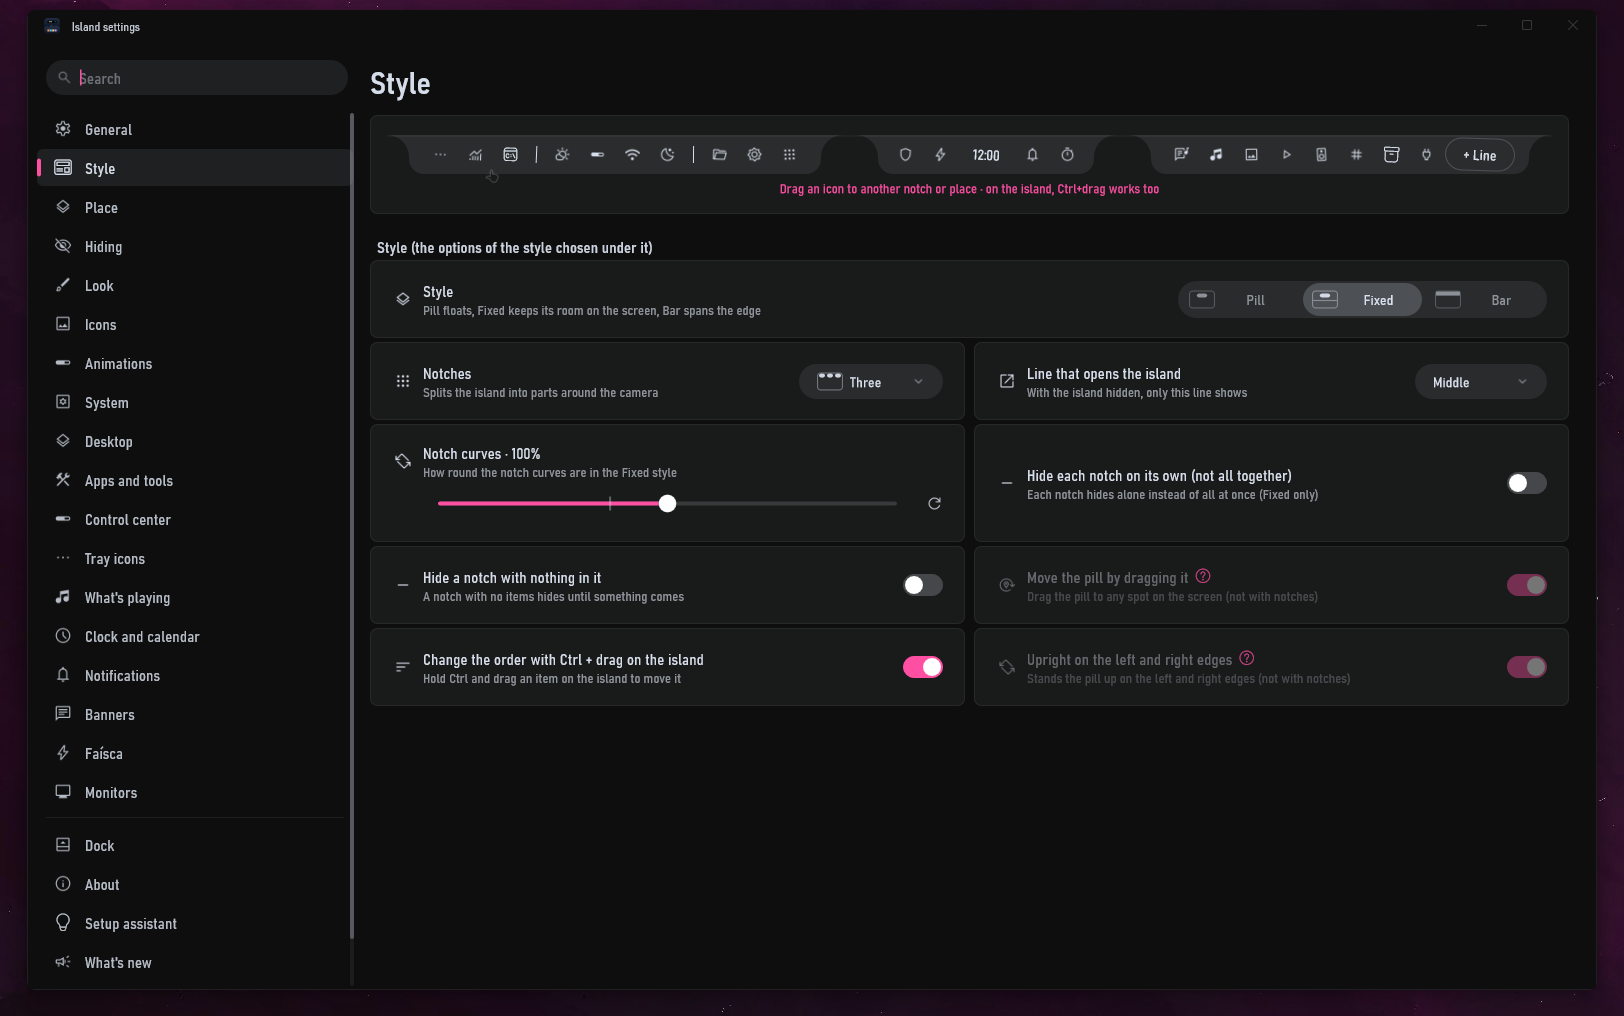 Island settings
Search
General
Style
Place
Hiding
Look
Icons
Animations
System
Desktop
Apps and tools
Control center
Tray icons
What's playing
Clock and calendar
Notifications
Banners
Faísca
Monitors
Dock
About
Setup assistant
What's new
Style
12:00
+ Line
Drag an icon to another notch or place · on the island, Ctrl+drag works too
Style (the options of the style chosen under it)
Style
Pill floats, Fixed keeps its room on the screen, Bar spans the edge
Pill
Fixed
Bar
Notches
Splits the island into parts around the camera
Three
Line that opens the island
With the island hidden, only this line shows
Middle
Notch curves · 100%
How round the notch curves are in the Fixed style
Hide each notch on its own (not all together)
Each notch hides alone instead of all at once (Fixed only)
Hide a notch with nothing in it
A notch with no items hides until something comes
Move the pill by dragging it
Drag the pill to any spot on the screen (not with notches)
Change the order with Ctrl + drag on the island
Hold Ctrl and drag an item on the island to move it
Upright on the left and right edges
Stands the pill up on the left and right edges (not with notches)